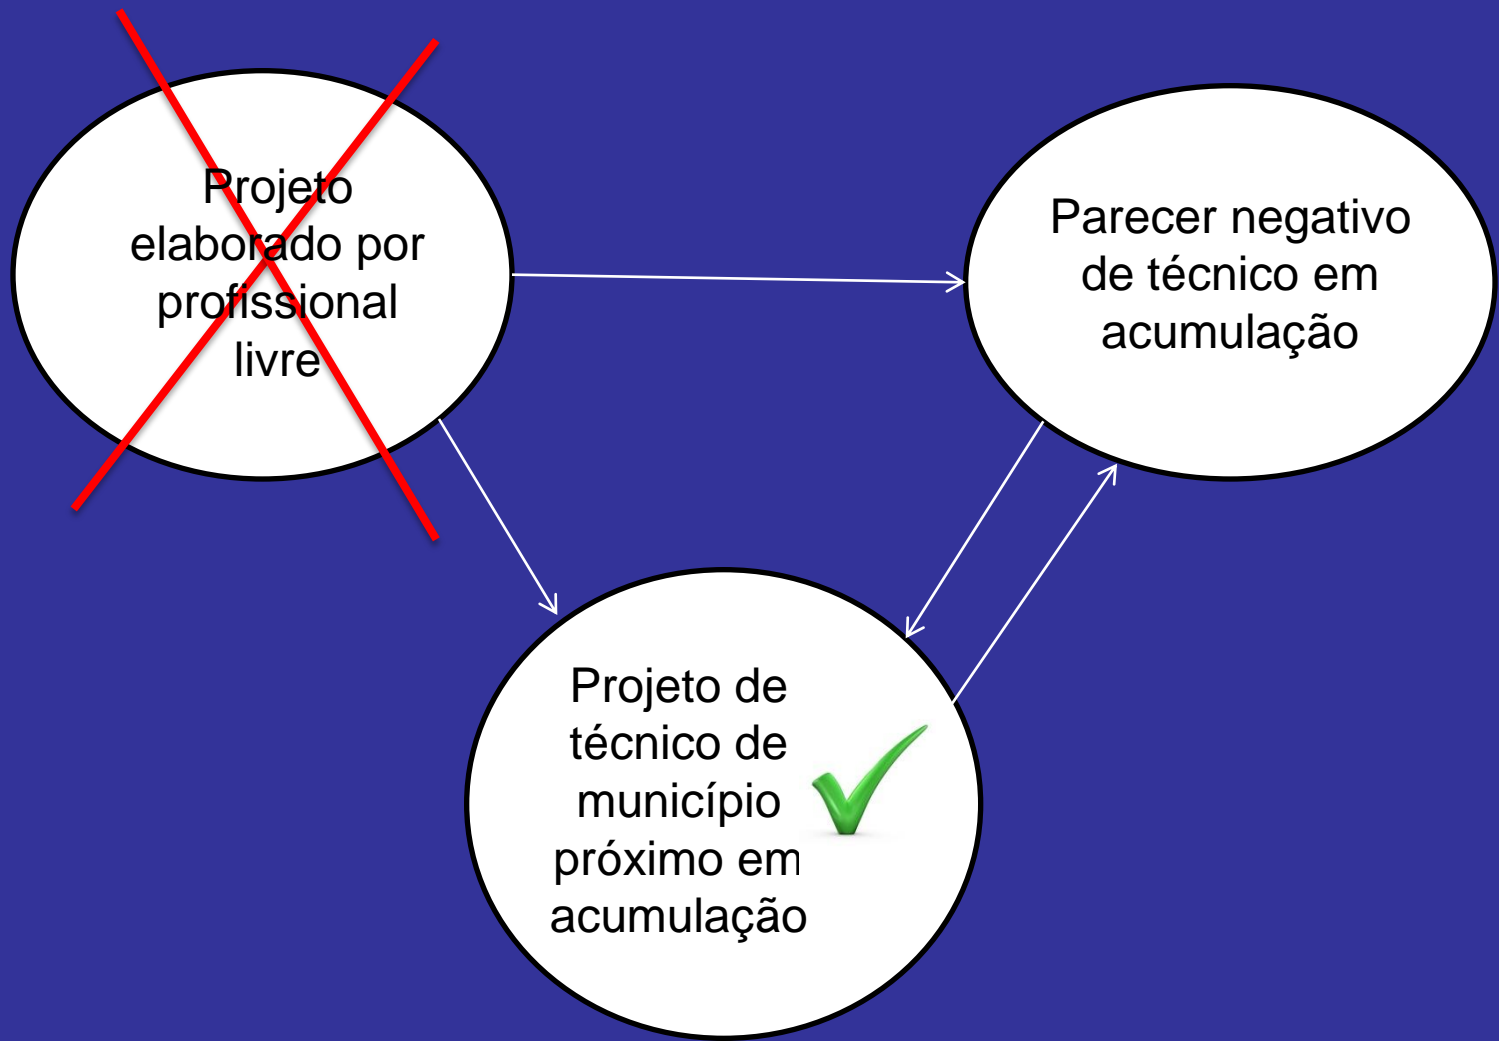 Projeto
elaborado por
profissional
livre
Parecer negativo
de técnico em
acumulação
Projeto de
técnico de
município
próximo em
acumulação